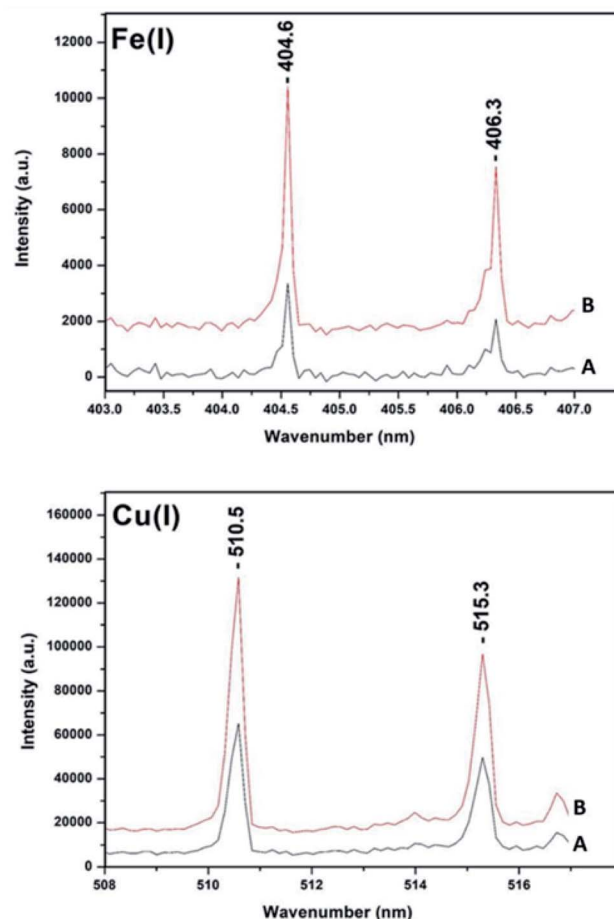 Fe(I)
404.6
406.3
12000
10000
8000
6000
4000
2000
0
Intensity (a.u.)
B
A
403.0 403.5 404.0 404.5 405.0 405.5 406.0 406.5 407.0
Wavenumber (nm)
Cu(I)
510.5
515.3
160000
140000
120000
100000
80000
60000
40000
20000
0
Intensity (a.u.)
B
A
508 510 512 514 516
Wavenumber (nm)